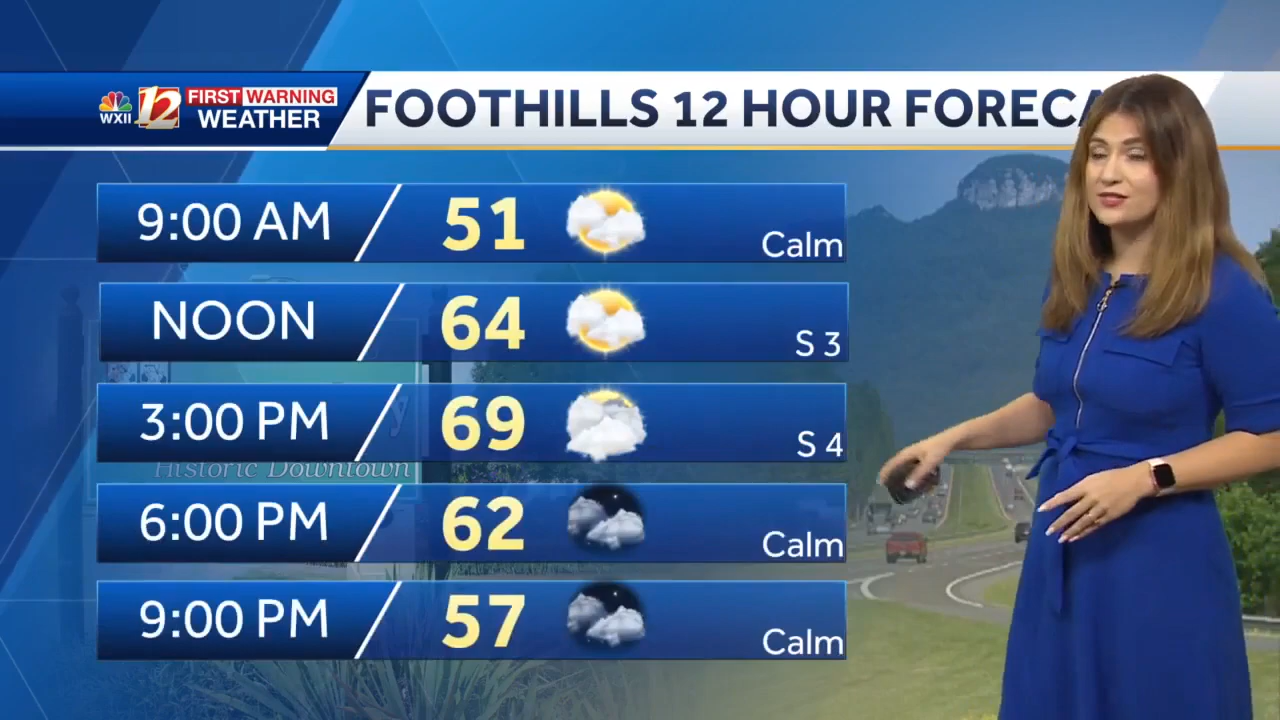 WXII 12 FIRST WARNING
WEATHER
FOOTHILLS 12 HOUR FORECA
9:00 AM 51 Calm
NOON 64 S 3
3:00 PM 69 S 4
Historic Downtown
6:00 PM 62 Calm
9:00 PM 57 Calm